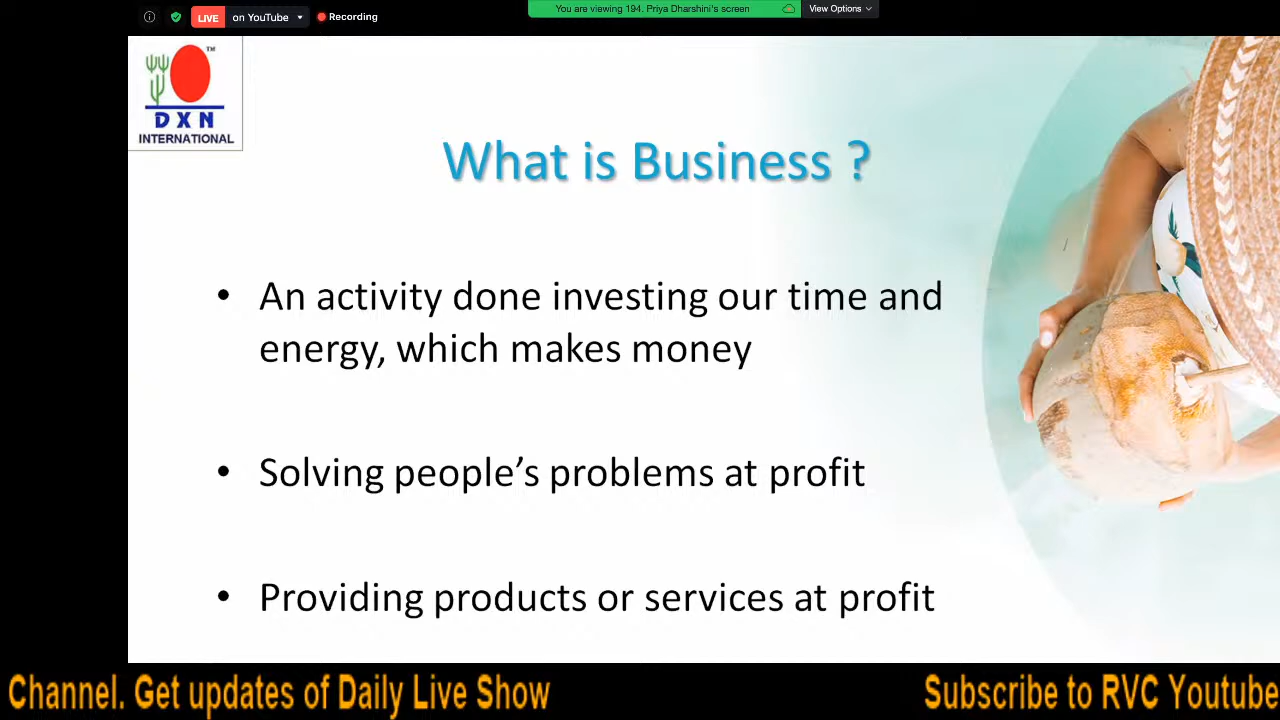 LIVE on YouTube Recording You are viewing 194. Priya Dharshini's screen View Options
TM
DXN
INTERNATIONAL
What is Business ?
• An activity done investing our time and
energy, which makes money
• Solving people’s problems at profit
• Providing products or services at profit
Channel. Get updates of Daily Live Show Subscribe to RVC Youtube